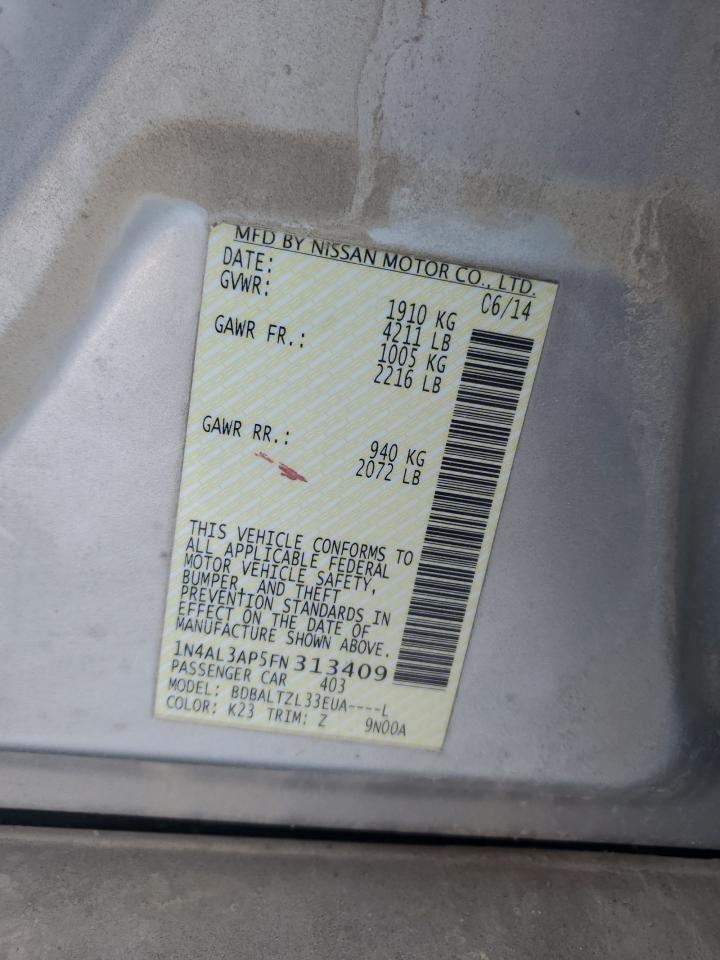 MFD BY NISSAN MOTOR CO., LTD.
DATE: 06/14
GVWR: 1910 KG
4211 LB
GAWR FR.: 1005 KG
2216 LB
GAWR RR.: 940 KG
2072 LB
THIS VEHICLE CONFORMS TO
ALL APPLICABLE FEDERAL
MOTOR VEHICLE SAFETY,
BUMPER, AND THEFT
PREVENTION STANDARDS IN
EFFECT ON THE DATE OF
MANUFACTURE SHOWN ABOVE.
1N4AL3AP5FN313409
PASSENGER CAR 403
MODEL: BDBALTZL33EUA----L
COLOR: K23 TRIM: Z 9N00A